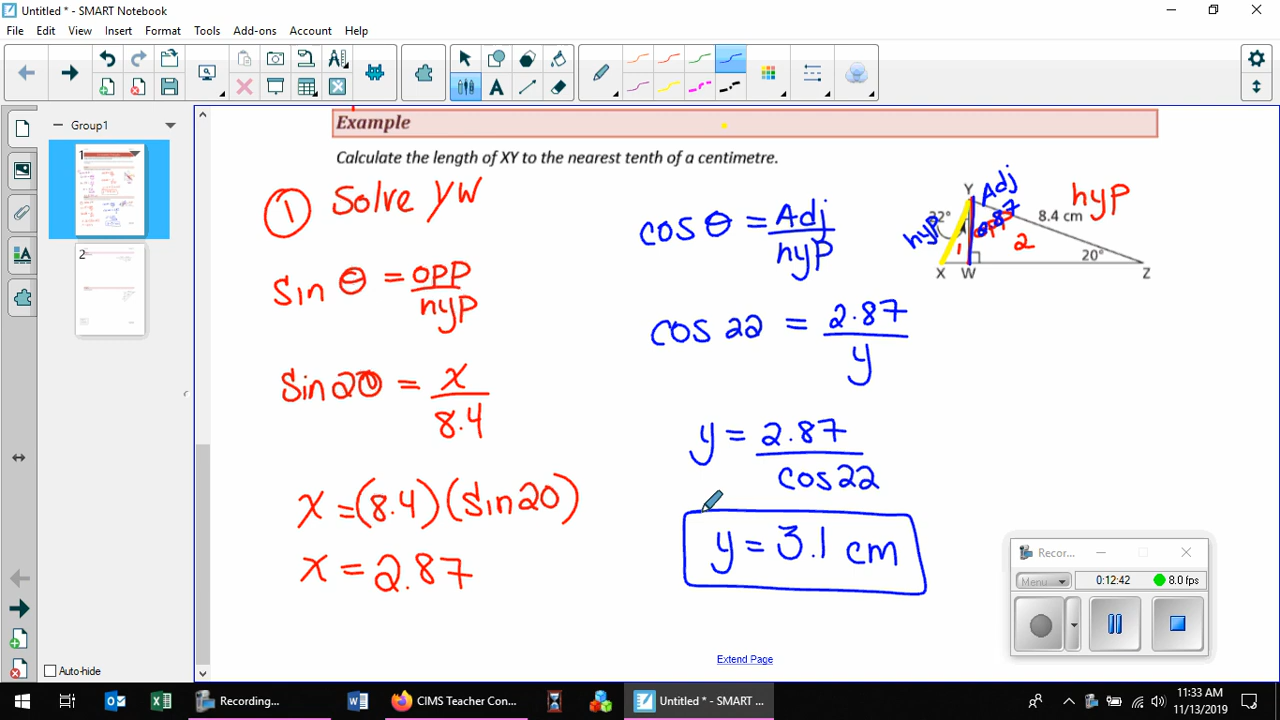 Untitled * - SMART Notebook
File Edit View Insert Format Tools Add-ons Account Help
Group1
1
2
Auto-hide
Example
Calculate the length of XY to the nearest tenth of a centimetre.
① Solve YW
sin θ = opp
hyp
sin 20 = x
8.4
x = (8.4)(sin20)
x = 2.87
cos θ = Adj
hyp
cos 22 = 2.87
y
y = 2.87
cos 22
y = 3.1 cm
Y Adj
hyp
22°
8.4 cm
hyp
2.87
opp
1
2
20°
X W Z
Extend Page
Recor...
Menu
0:12:42
8.0 fps
Recording...
CIMS Teacher Con...
Untitled * - SMART ...
11:33 AM
11/13/2019